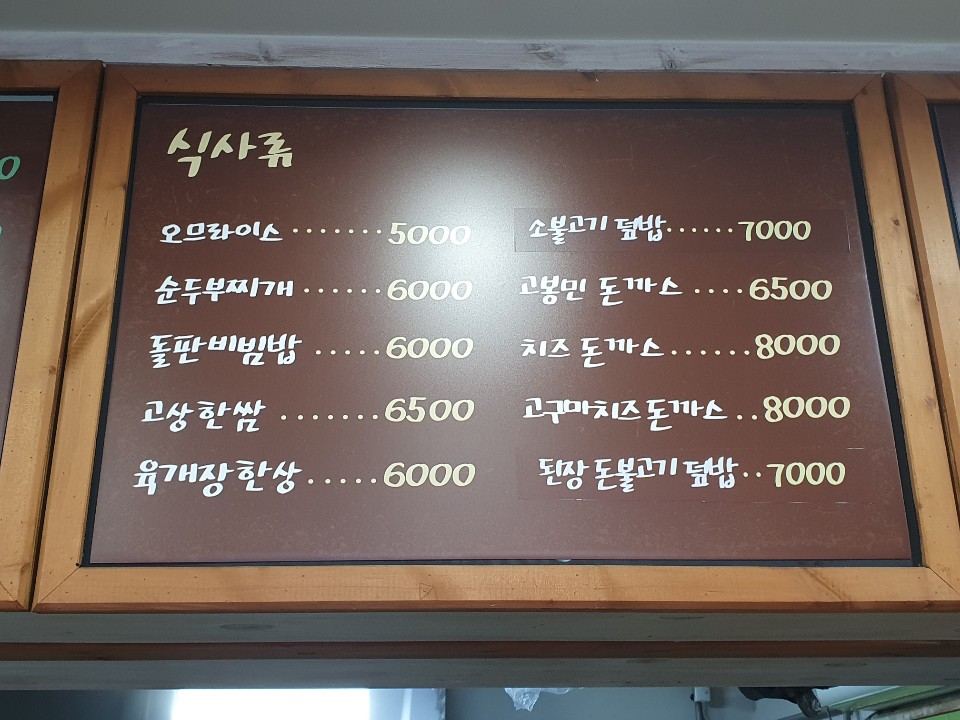 식사류
오므라이스 ....... 5000
순두부찌개 ...... 6000
돌판비빔밥 ..... 6000
고상한쌈 ....... 6500
육개장한상 ..... 6000
소불고기 덮밥 ...... 7000
고봉민 돈까스 .... 6500
치즈 돈까스 ...... 8000
고구마치즈돈까스 .. 8000
된장 돈불고기 덮밥 .. 7000